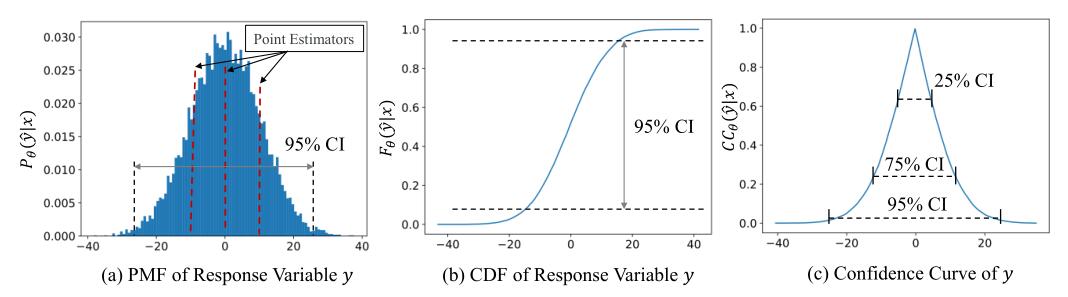 0.030
0.025
0.020
0.015
0.010
0.005
0.000
−40
−20
0
20
40
P_θ(ŷ|x)
Point Estimators
95% CI
(a) PMF of Response Variable y
1.0
0.8
0.6
0.4
0.2
0.0
−40
−20
0
20
40
F_θ(ŷ|x)
95% CI
(b) CDF of Response Variable y
1.0
0.8
0.6
0.4
0.2
0.0
−40
−20
0
20
CC_θ(ŷ|x)
25% CI
75% CI
95% CI
(c) Confidence Curve of y